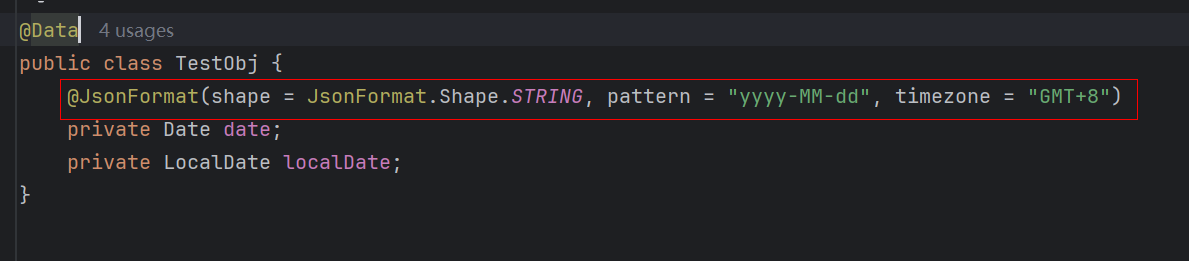 @Data 4 usages
public class TestObj {
@JsonFormat(shape = JsonFormat.Shape.STRING, pattern = "yyyy-MM-dd", timezone = "GMT+8")
private Date date;
private LocalDate localDate;
}